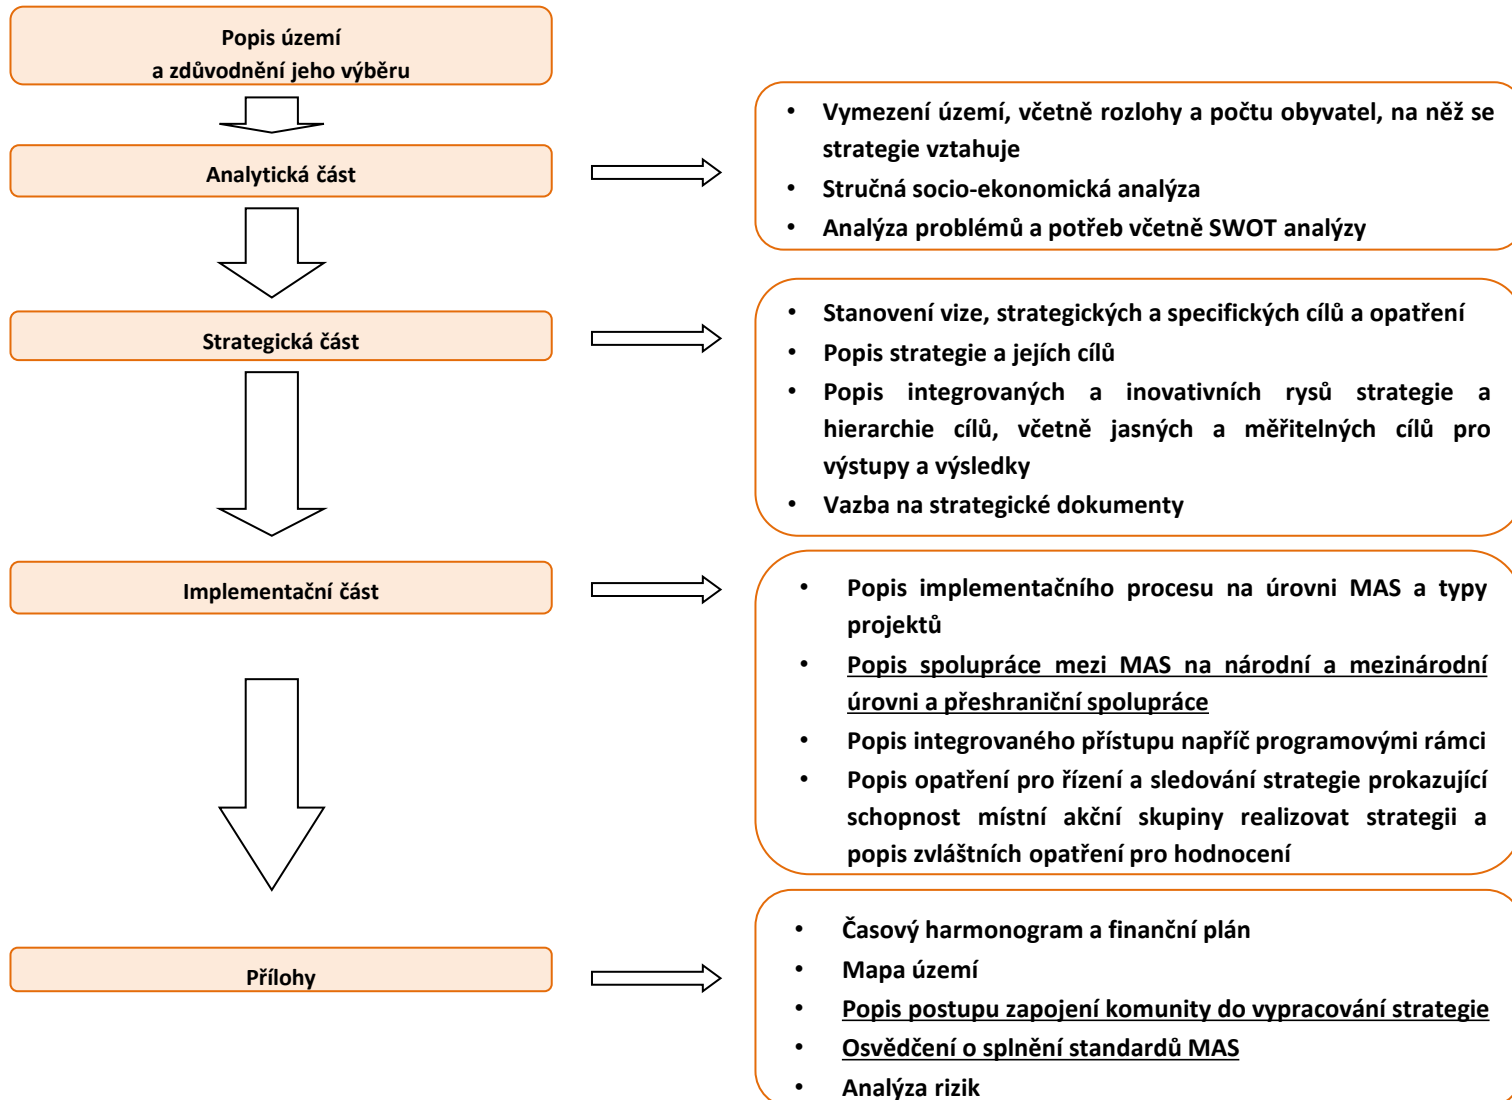 Popis území
a zdůvodnění jeho výběru
Analytická část
• Vymezení území, včetně rozlohy a počtu obyvatel, na něž se
strategie vztahuje
• Stručná socio-ekonomická analýza
• Analýza problémů a potřeb včetně SWOT analýzy
Strategická část
• Stanovení vize, strategických a specifických cílů a opatření
• Popis strategie a jejích cílů
• Popis integrovaných a inovativních rysů strategie a
hierarchie cílů, včetně jasných a měřitelných cílů pro
výstupy a výsledky
• Vazba na strategické dokumenty
Implementační část
• Popis implementačního procesu na úrovni MAS a typy
projektů
• Popis spolupráce mezi MAS na národní a mezinárodní
úrovni a přeshraniční spolupráce
• Popis integrovaného přístupu napříč programovými rámci
• Popis opatření pro řízení a sledování strategie prokazující
schopnost místní akční skupiny realizovat strategii a
popis zvláštních opatření pro hodnocení
Přílohy
• Časový harmonogram a finanční plán
• Mapa území
• Popis postupu zapojení komunity do vypracování strategie
• Osvědčení o splnění standardů MAS
• Analýza rizik